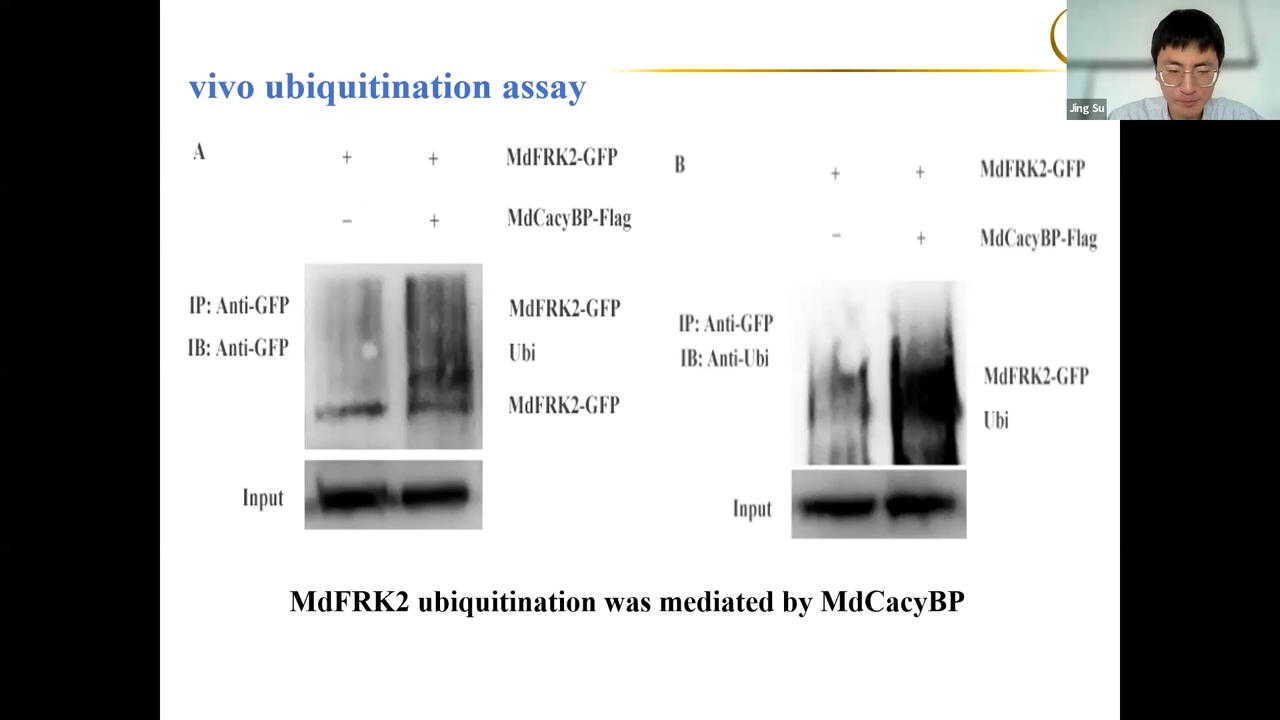 vivo ubiquitination assay
Jing Su
A
+ + MdFRK2-GFP
− + MdCacyBP-Flag
IP: Anti-GFP
IB: Anti-GFP
MdFRK2-GFP
Ubi
MdFRK2-GFP
Input
B
+ + MdFRK2-GFP
− + MdCacyBP-Flag
IP: Anti-GFP
IB: Anti-Ubi
MdFRK2-GFP
Ubi
Input
MdFRK2 ubiquitination was mediated by MdCacyBP